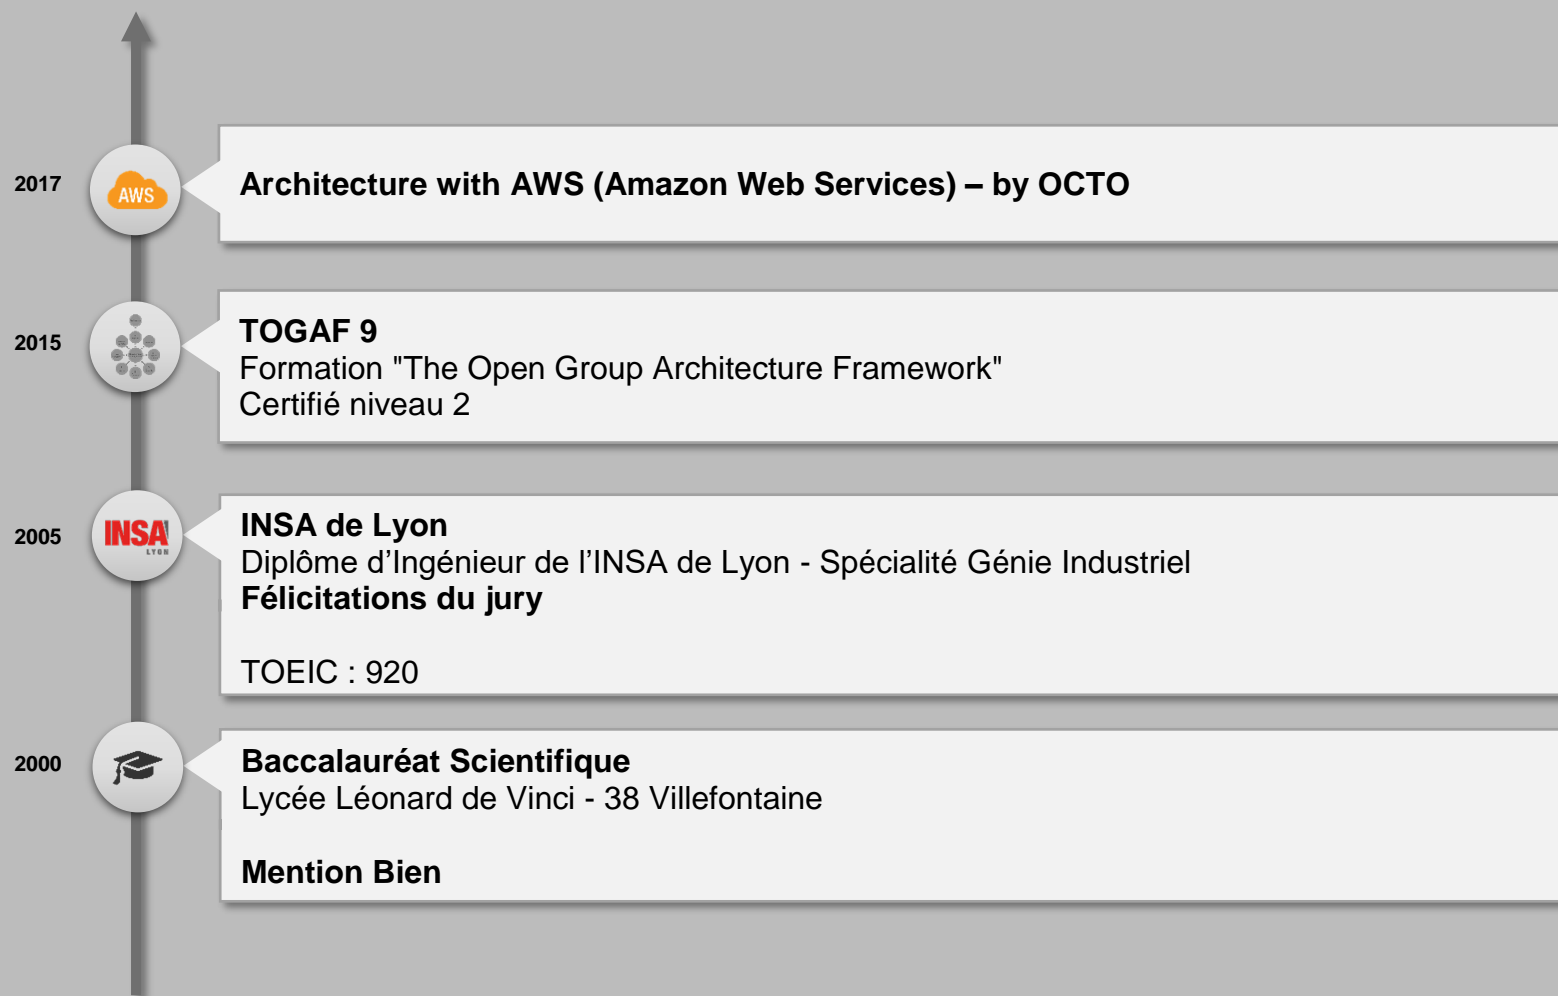 2017
AWS
Architecture with AWS (Amazon Web Services) – by OCTO
2015
TOGAF 9
Formation "The Open Group Architecture Framework"
Certifié niveau 2
2005
INSA
LYON
INSA de Lyon
Diplôme d’Ingénieur de l’INSA de Lyon - Spécialité Génie Industriel
Félicitations du jury
TOEIC : 920
2000
Baccalauréat Scientifique
Lycée Léonard de Vinci - 38 Villefontaine
Mention Bien